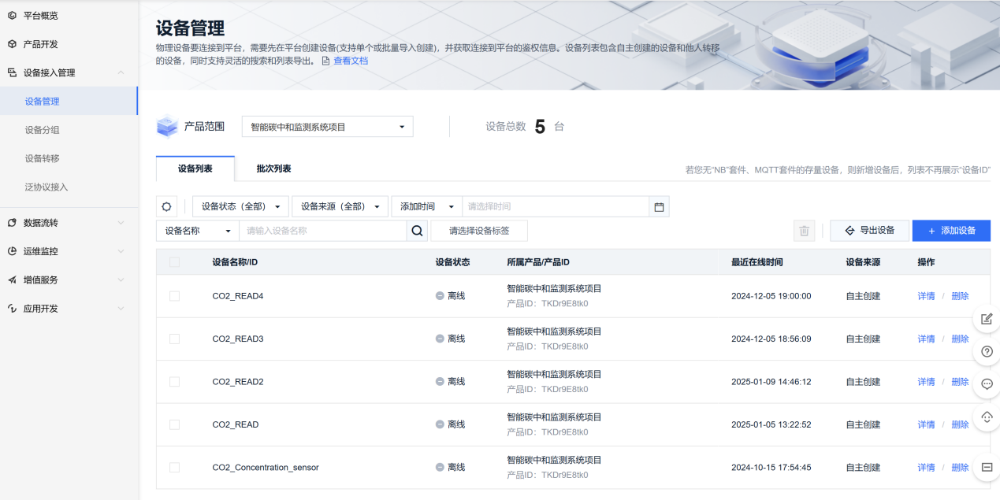 平台概览
产品开发
设备接入管理
设备管理
设备分组
设备转移
泛协议接入
数据流转
运维监控
增值服务
应用开发
设备管理
物理设备要连接到平台，需要先在平台创建设备(支持单个或批量导入创建)，并获取连接到平台的鉴权信息。设备列表包含自主创建的设备和他人转移
的设备，同时支持灵活的搜索和列表导出。 查看文档
产品范围 智能碳中和监测系统项目 设备总数 5 台
设备列表 批次列表 若您无“NB”套件、MQTT套件的存量设备，则新增设备后，列表不再展示“设备ID”
设备状态（全部） 设备来源（全部） 添加时间 请选择时间
设备名称 请输入设备名称 请选择设备标签 导出设备 + 添加设备
设备名称/ID 设备状态 所属产品/产品ID 最近在线时间 设备来源 操作
CO2_READ4 离线 智能碳中和监测系统项目 2024-12-05 19:00:00 自主创建 详情 / 删除
产品ID：TKDr9E8tk0
CO2_READ3 离线 智能碳中和监测系统项目 2024-12-05 18:56:09 自主创建 详情 / 删除
产品ID：TKDr9E8tk0
CO2_READ2 离线 智能碳中和监测系统项目 2025-01-09 14:46:12 自主创建 详情 / 删除
产品ID：TKDr9E8tk0
CO2_READ 离线 智能碳中和监测系统项目 2025-01-05 13:22:52 自主创建 详情 / 删除
产品ID：TKDr9E8tk0
CO2_Concentration_sensor 离线 智能碳中和监测系统项目 2024-10-15 17:54:45 自主创建 详情 / 删除
产品ID：TKDr9E8tk0